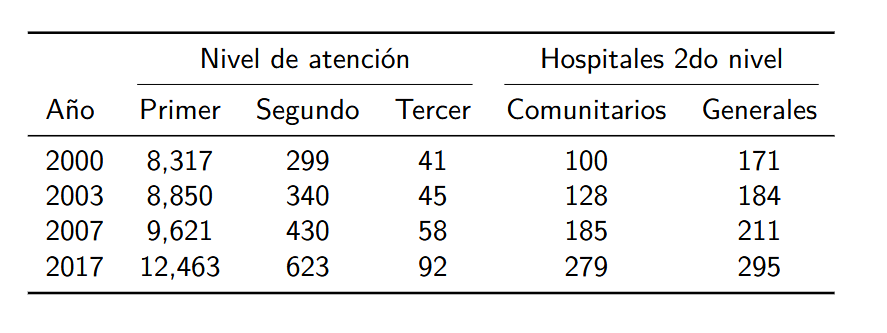 Nivel de atención Hospitales 2do nivel
Año Primer Segundo Tercer Comunitarios Generales
2000 8,317 299 41 100 171
2003 8,850 340 45 128 184
2007 9,621 430 58 185 211
2017 12,463 623 92 279 295